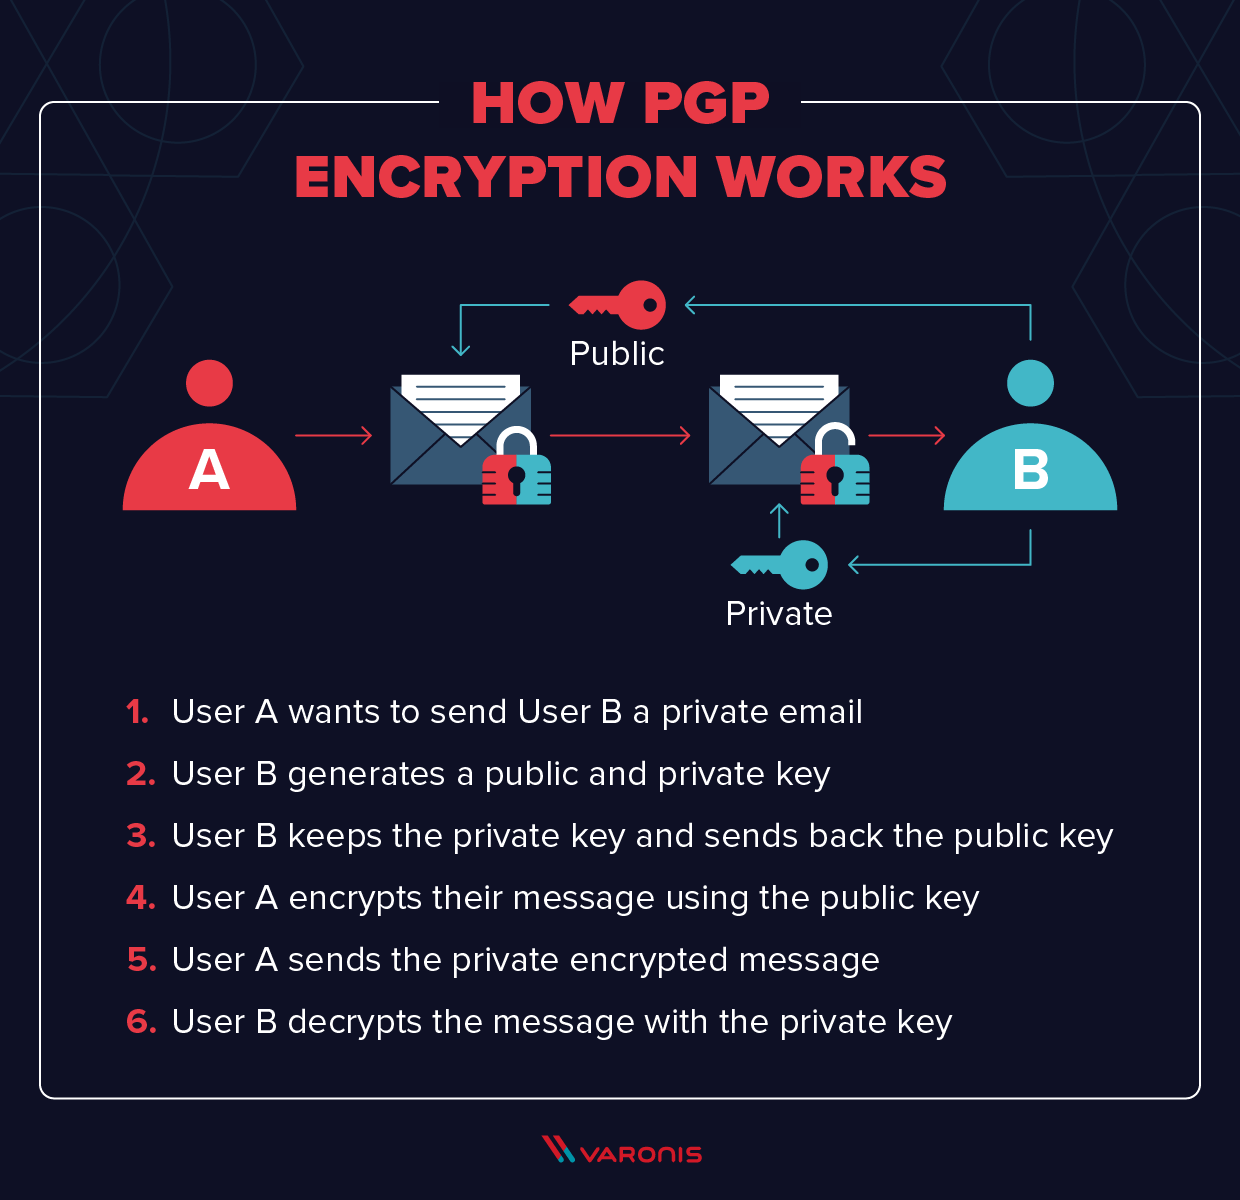 HOW PGP
ENCRYPTION WORKS
Public
A
B
Private
1. User A wants to send User B a private email
2. User B generates a public and private key
3. User B keeps the private key and sends back the public key
4. User A encrypts their message using the public key
5. User A sends the private encrypted message
6. User B decrypts the message with the private key
VARONIS